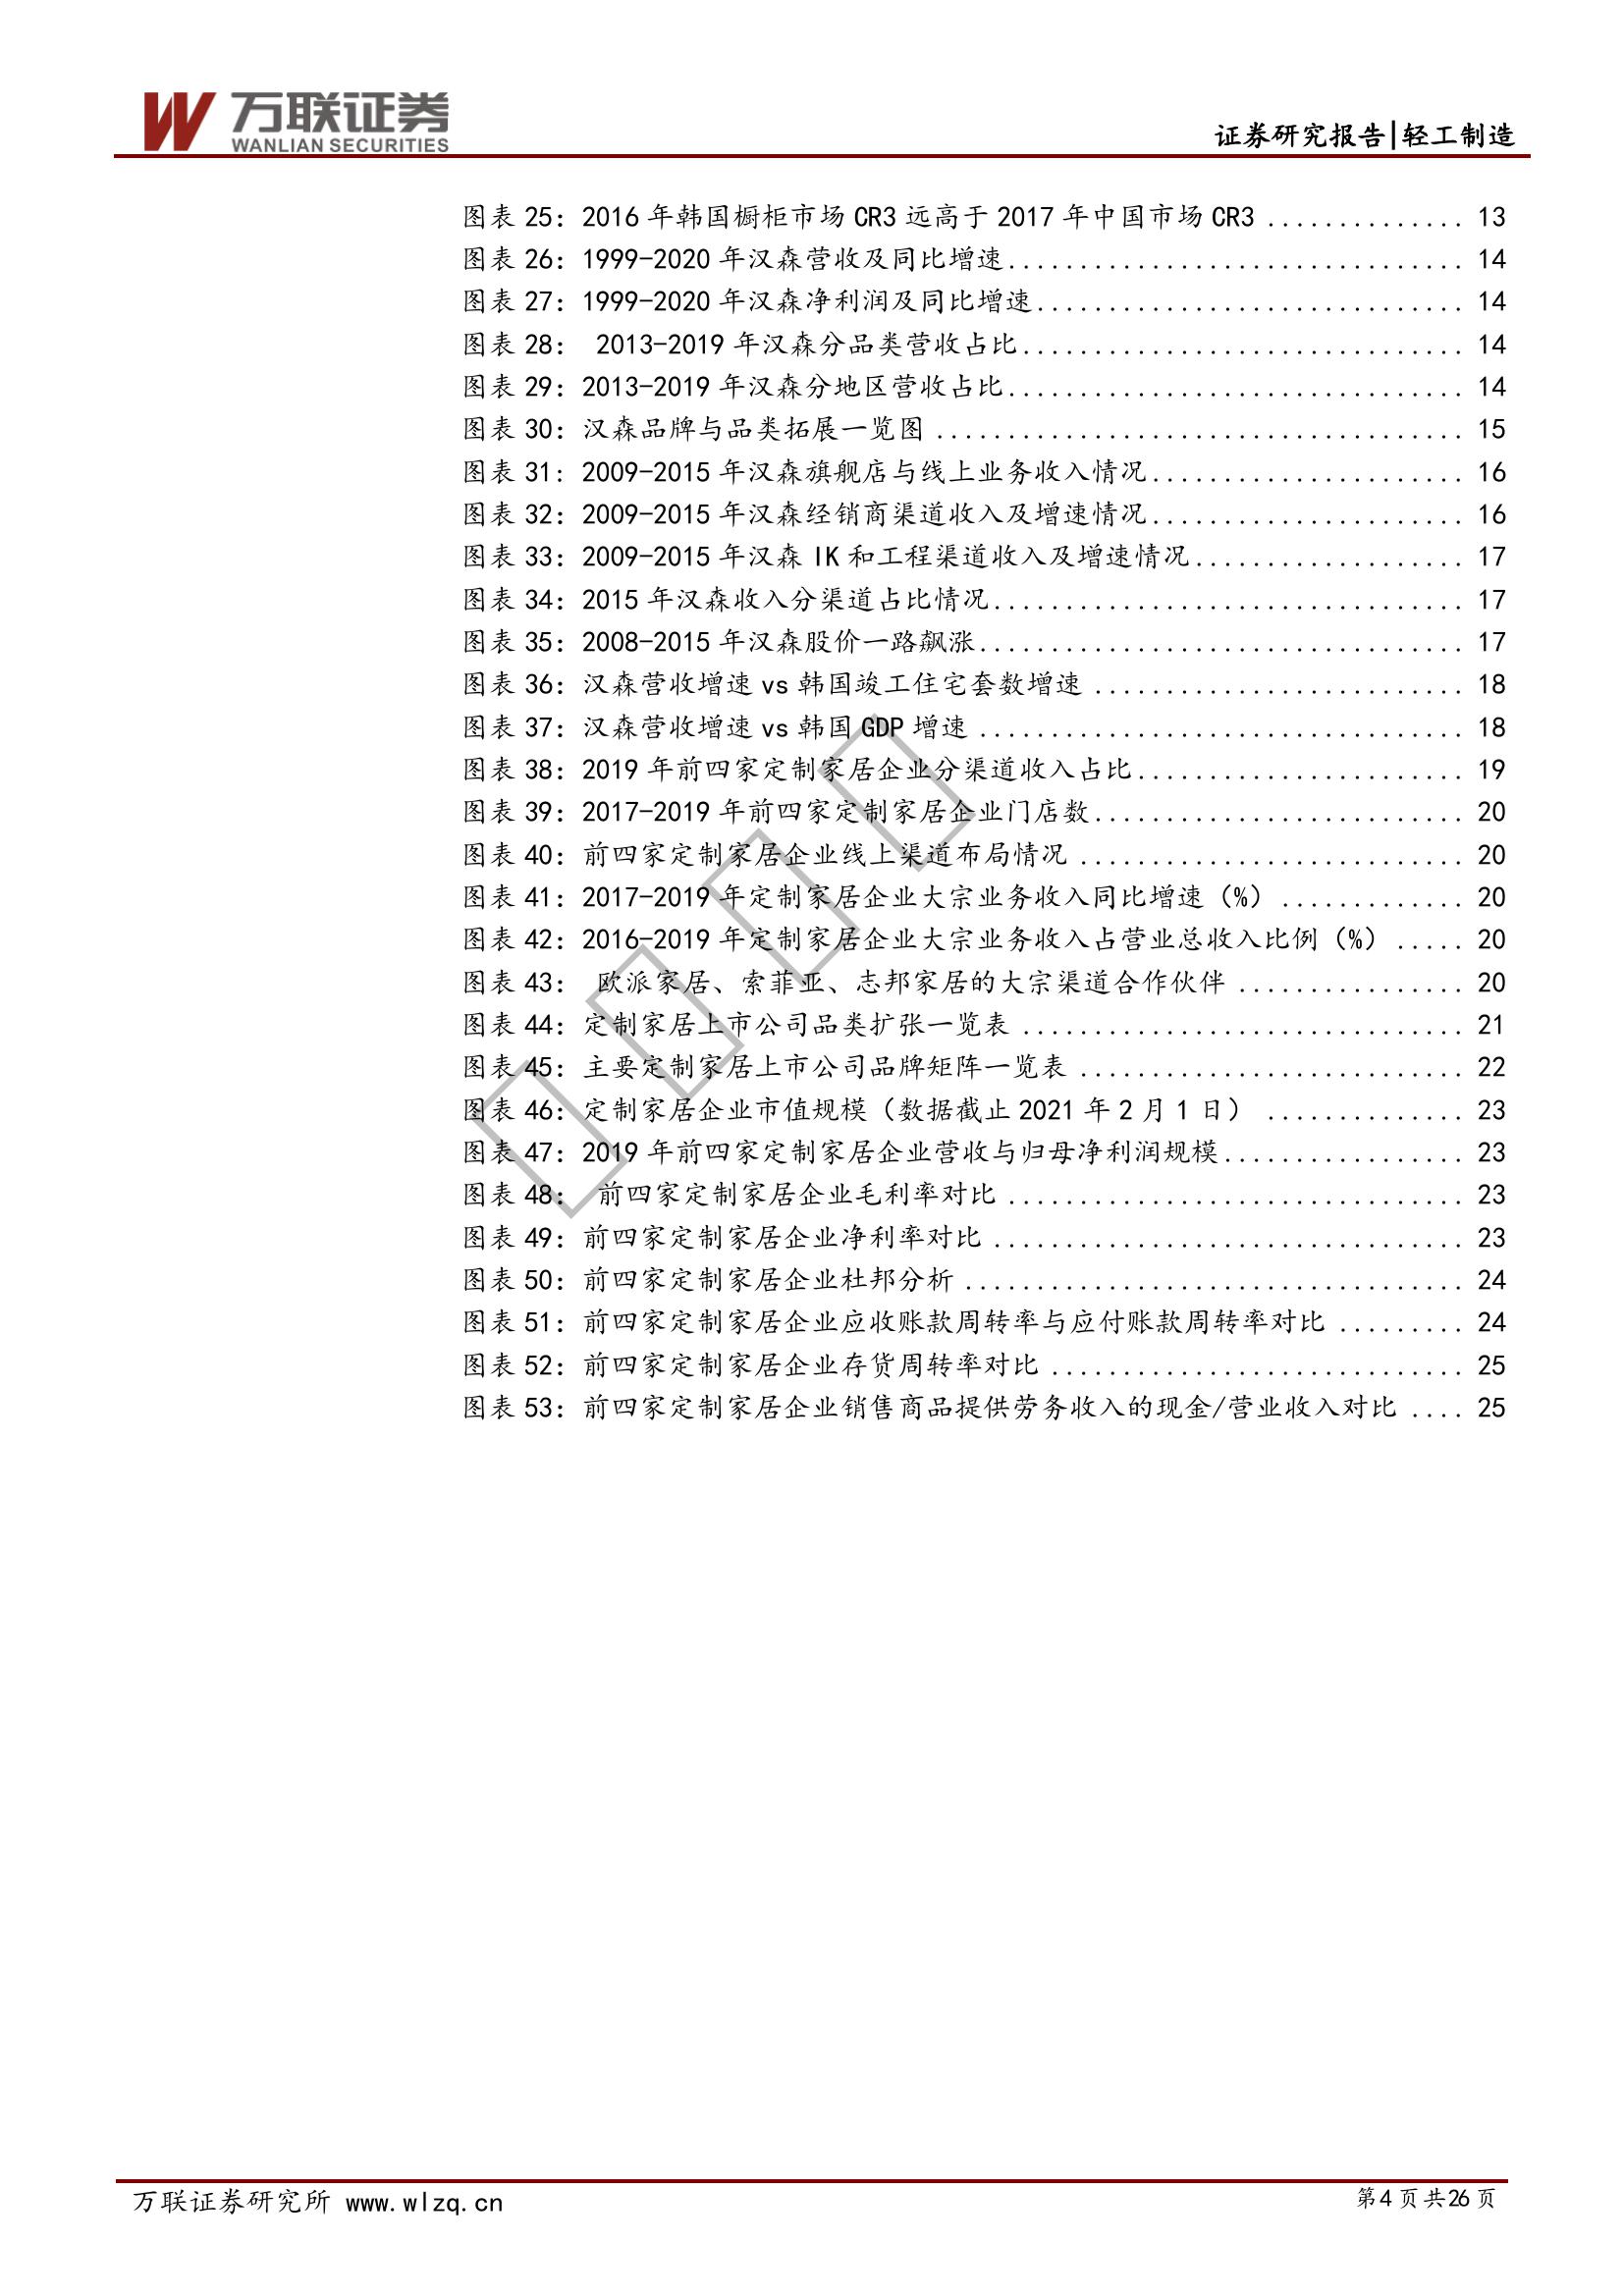 万联证券
WANLIAN SECURITIES
证券研究报告|轻工制造
图表 25：2016 年韩国橱柜市场 CR3 远高于 2017 年中国市场 CR3 .............. 13
图表 26：1999-2020 年汉森营收及同比增速................................ 14
图表 27：1999-2020 年汉森净利润及同比增速.............................. 14
图表 28： 2013-2019 年汉森分品类营收占比............................... 14
图表 29：2013-2019 年汉森分地区营收占比................................ 14
图表 30：汉森品牌与品类拓展一览图 ..................................... 15
图表 31：2009-2015 年汉森旗舰店与线上业务收入情况...................... 16
图表 32：2009-2015 年汉森经销商渠道收入及增速情况...................... 16
图表 33：2009-2015 年汉森 IK 和工程渠道收入及增速情况................... 17
图表 34：2015 年汉森收入分渠道占比情况................................. 17
图表 35：2008-2015 年汉森股价一路飙涨.................................. 17
图表 36：汉森营收增速 vs 韩国竣工住宅套数增速 .......................... 18
图表 37：汉森营收增速 vs 韩国 GDP 增速 .................................. 18
图表 38：2019 年前四家定制家居企业分渠道收入占比....................... 19
图表 39：2017-2019 年前四家定制家居企业门店数.......................... 20
图表 40：前四家定制家居企业线上渠道布局情况 ........................... 20
图表 41：2017-2019 年定制家居企业大宗业务收入同比增速（%） ............. 20
图表 42：2016-2019 年定制家居企业大宗业务收入占营业总收入比例（%） ..... 20
图表 43： 欧派家居、索菲亚、志邦家居的大宗渠道合作伙伴 ................ 20
图表 44：定制家居上市公司品类扩张一览表 ............................... 21
图表 45：主要定制家居上市公司品牌矩阵一览表 ........................... 22
图表 46：定制家居企业市值规模（数据截止 2021 年 2 月 1 日） .............. 23
图表 47：2019 年前四家定制家居企业营收与归母净利润规模................. 23
图表 48： 前四家定制家居企业毛利率对比 ................................ 23
图表 49：前四家定制家居企业净利率对比 ................................. 23
图表 50：前四家定制家居企业杜邦分析 ................................... 24
图表 51：前四家定制家居企业应收账款周转率与应付账款周转率对比 ......... 24
图表 52：前四家定制家居企业存货周转率对比 ............................. 25
图表 53：前四家定制家居企业销售商品提供劳务收入的现金/营业收入对比 .... 25
万联证券研究所 www.wlzq.cn
第4页共26页